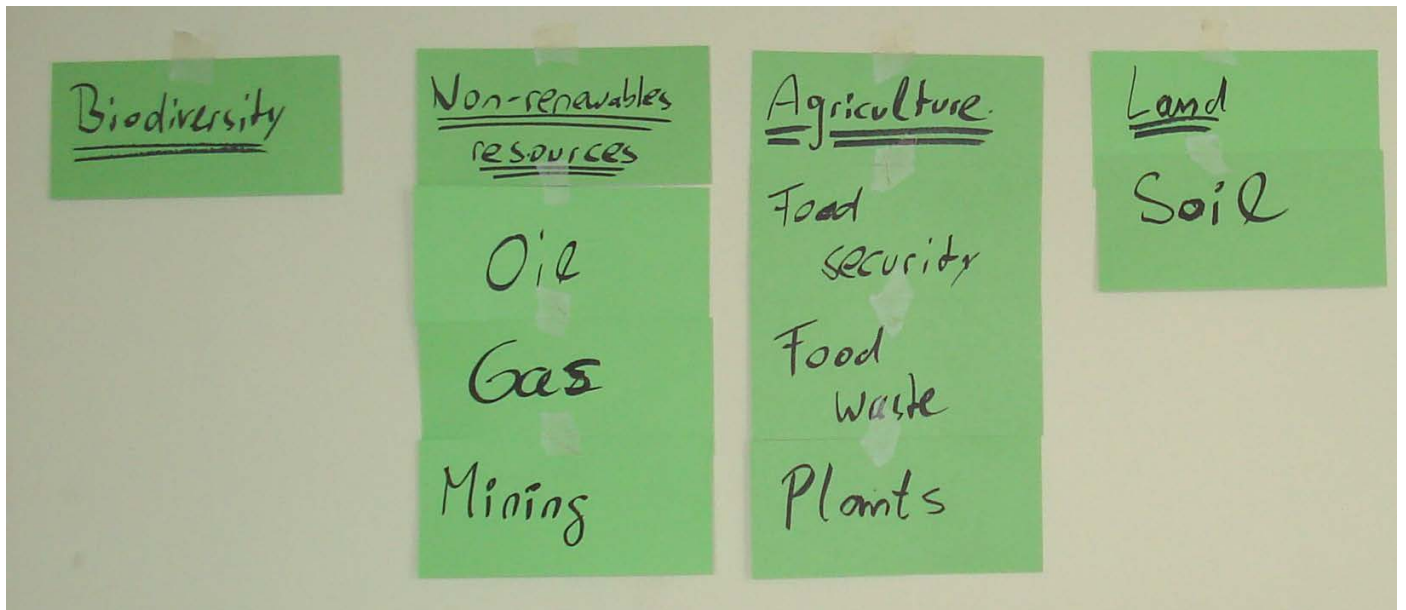 Biodiversity
Non-renewables
resources
Oil
Gas
Mining
Agriculture.
Food
security
Food
waste
Plants
Land
Soil